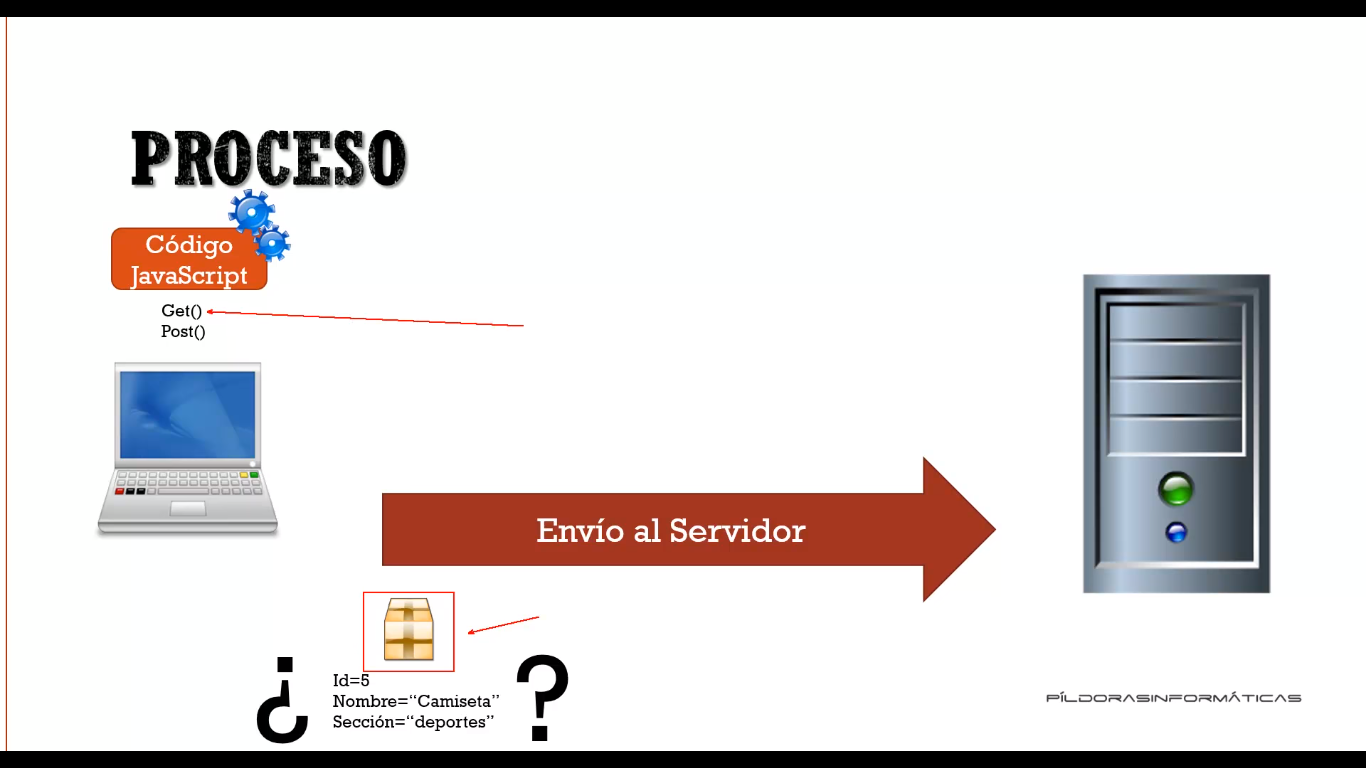 PROCESO
Código
JavaScript
Get()
Post()
Envío al Servidor
¿
Id=5
Nombre=“Camiseta”
Sección=“deportes”
?
PÍLDORASINFORMÁTICAS